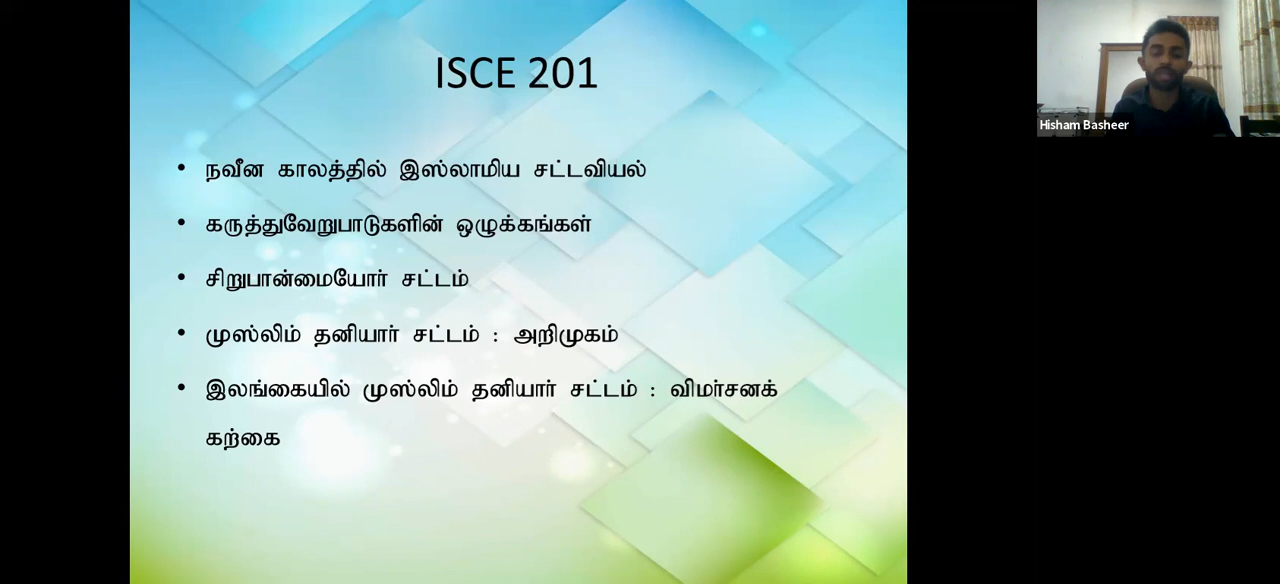 ISCE 201
• நவீன காலத்தில் இஸ்லாமிய சட்டவியல்
• கருத்துவேறுபாடுகளின் ஒழுக்கங்கள்
• சிறுபான்மையோர் சட்டம்
• முஸ்லிம் தனியார் சட்டம் : அறிமுகம்
• இலங்கையில் முஸ்லிம் தனியார் சட்டம் : விமர்சனக்
கற்கை
Hisham Basheer